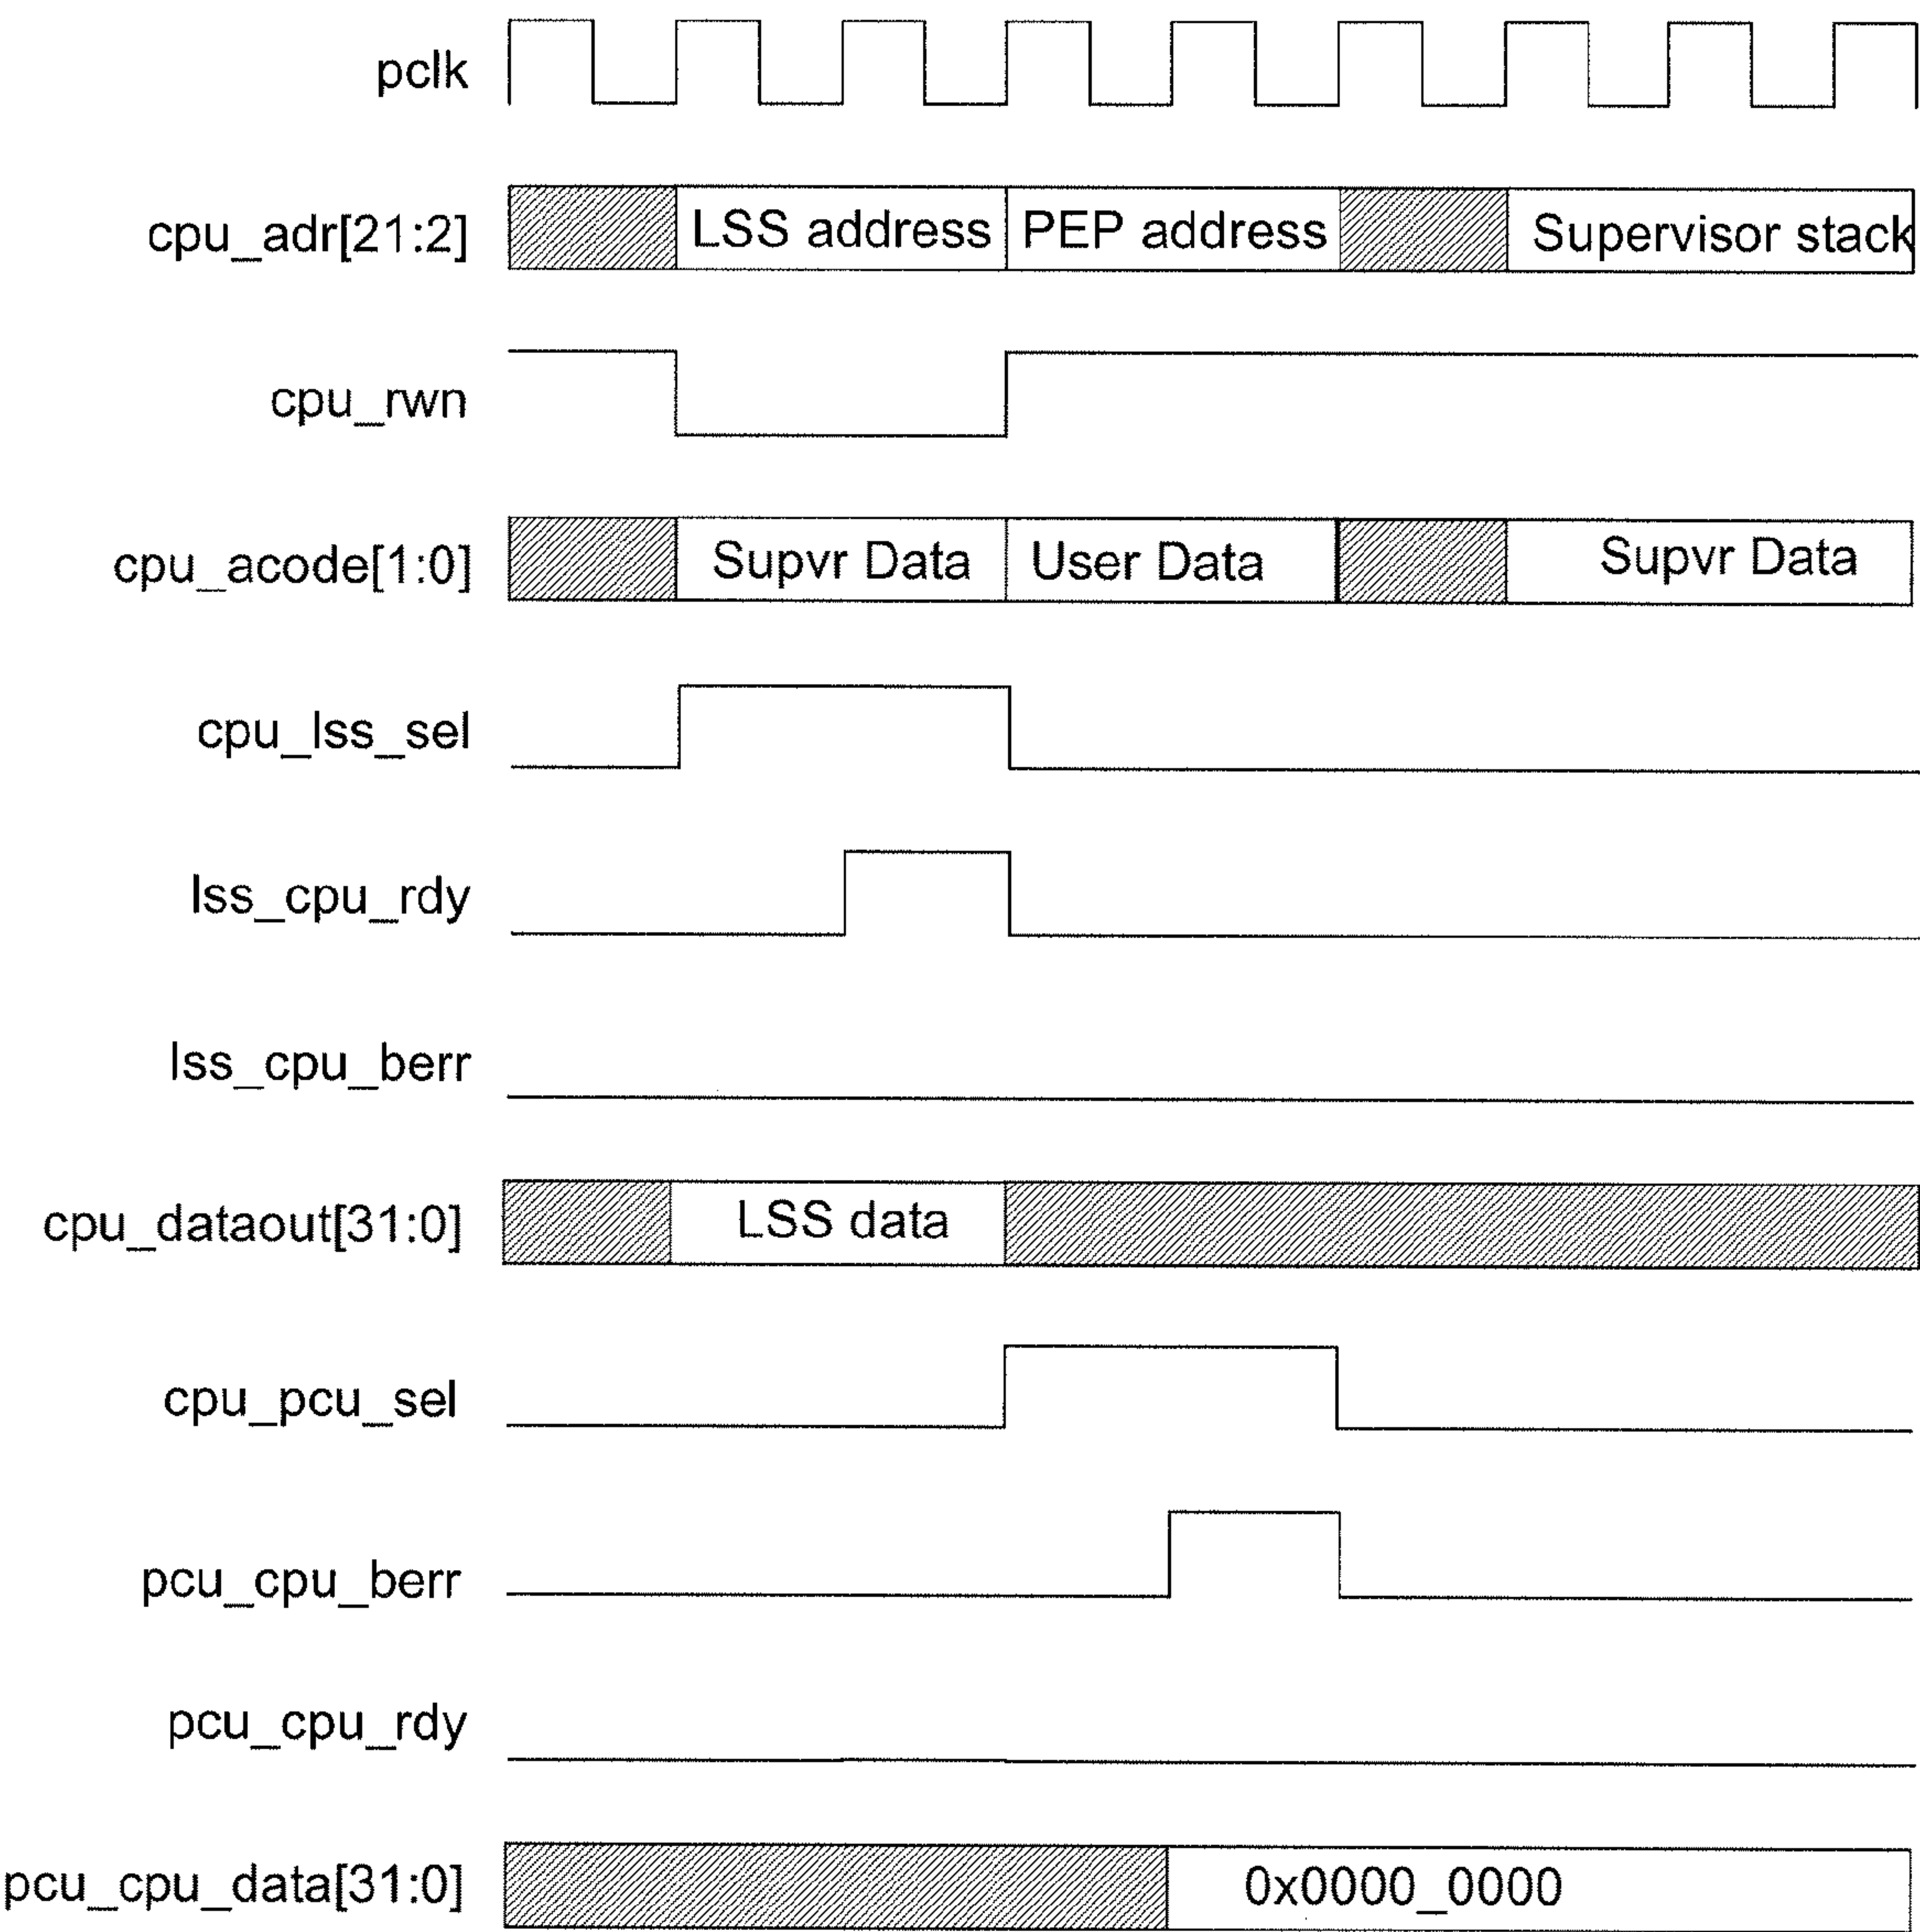 pclk
cpu_adr[21:2]
LSS address
PEP address
Supervisor stack
cpu_rwn
cpu_acode[1:0]
Supvr Data
User Data
Supvr Data
cpu_lss_sel
lss_cpu_rdy
lss_cpu_berr
cpu_dataout[31:0]
LSS data
cpu_pcu_sel
pcu_cpu_berr
pcu_cpu_rdy
pcu_cpu_data[31:0]
0x0000_0000